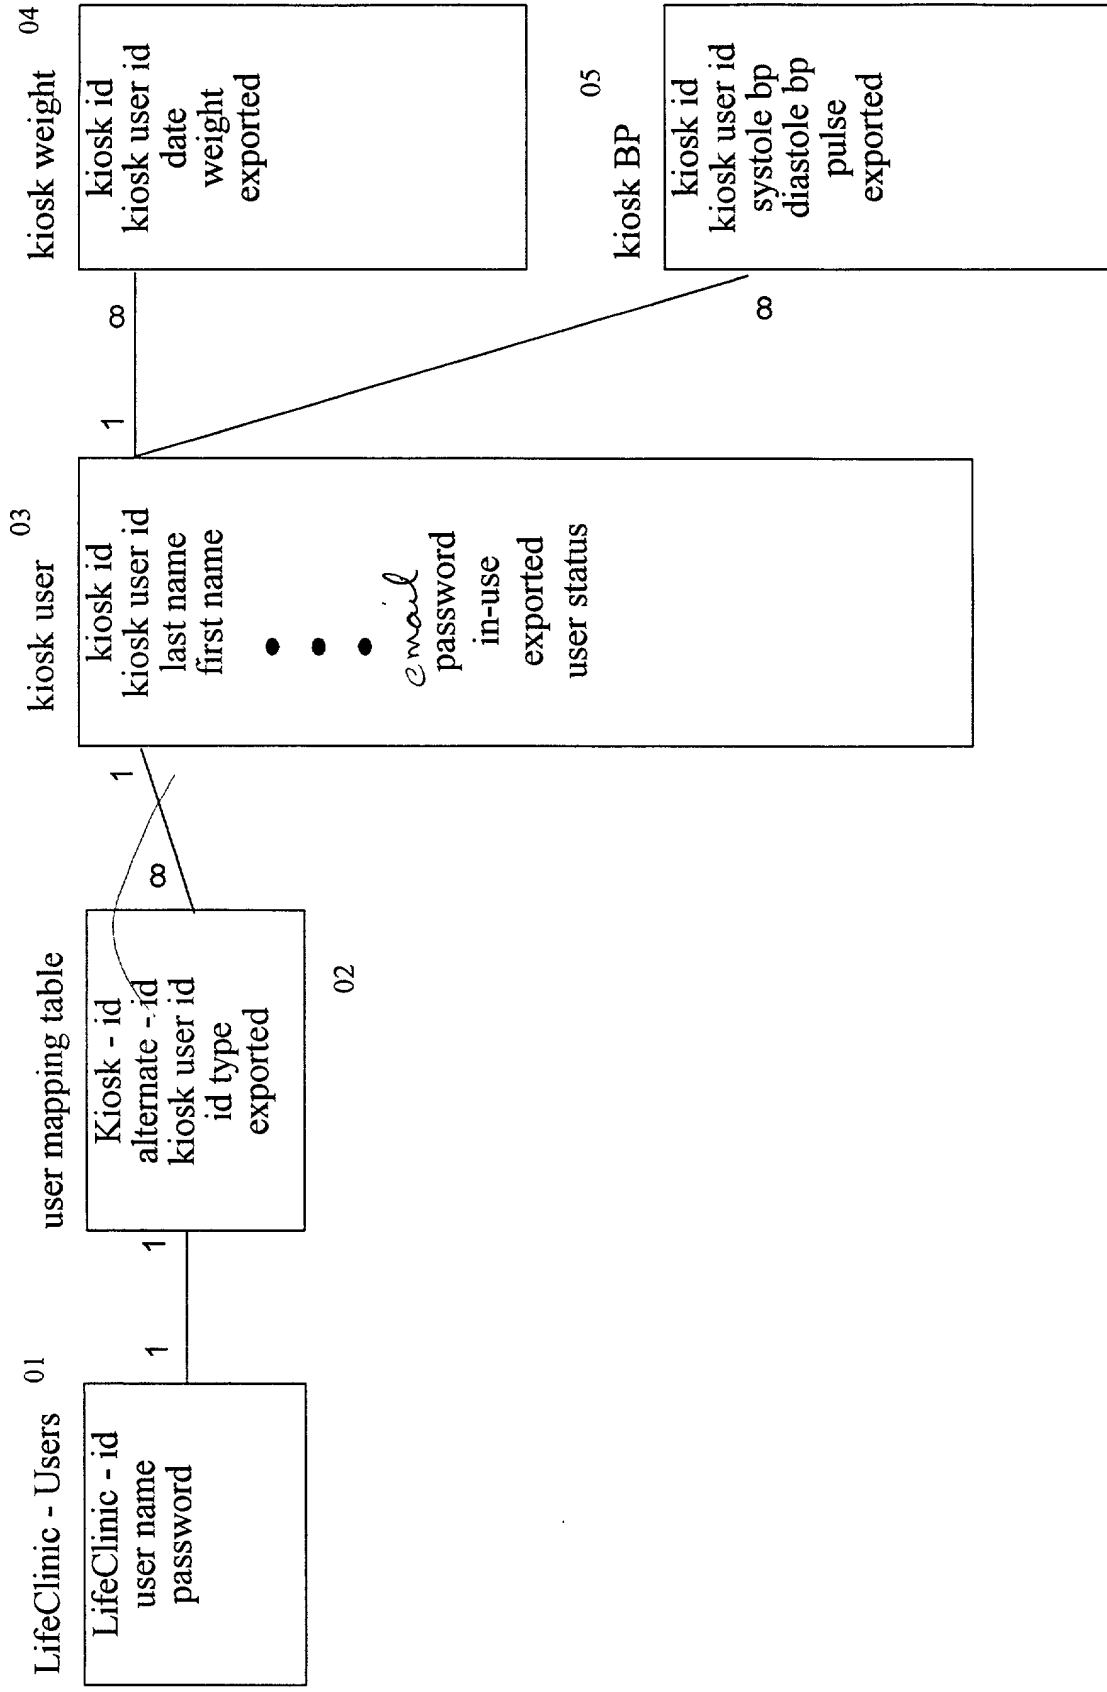 LifeClinic - Users
01
LifeClinic - id
user name
password
1
1
user mapping table
Kiosk - id
alternate - id
kiosk user id
id type
exported
02
∞
1
kiosk user
03
kiosk id
kiosk user id
last name
first name
email
password
in-use
exported
user status
1
∞
kiosk weight
04
kiosk id
kiosk user id
date
weight
exported
∞
kiosk BP
05
kiosk id
kiosk user id
systole bp
diastole bp
pulse
exported